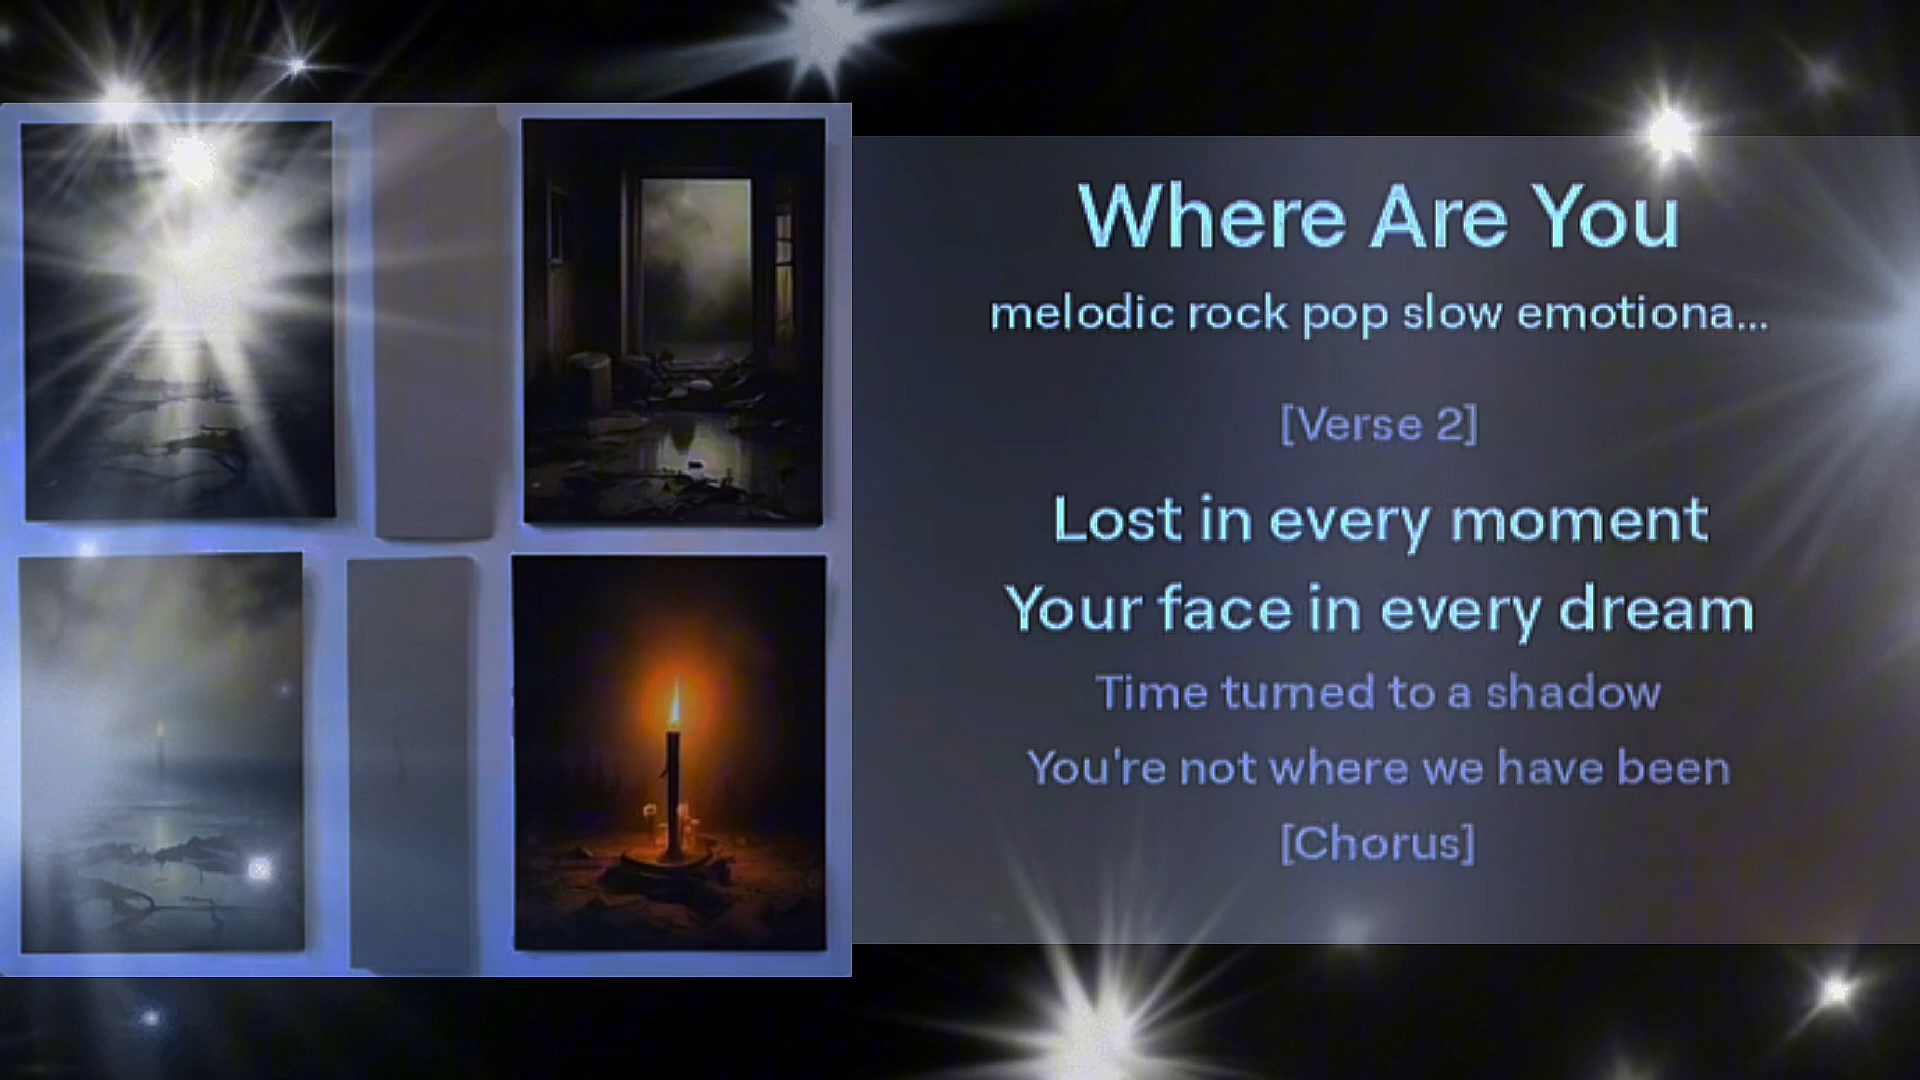 Where Are You
melodic rock pop slow emotiona...
[Verse 2]
Lost in every moment
Your face in every dream
Time turned to a shadow
You're not where we have been
[Chorus]